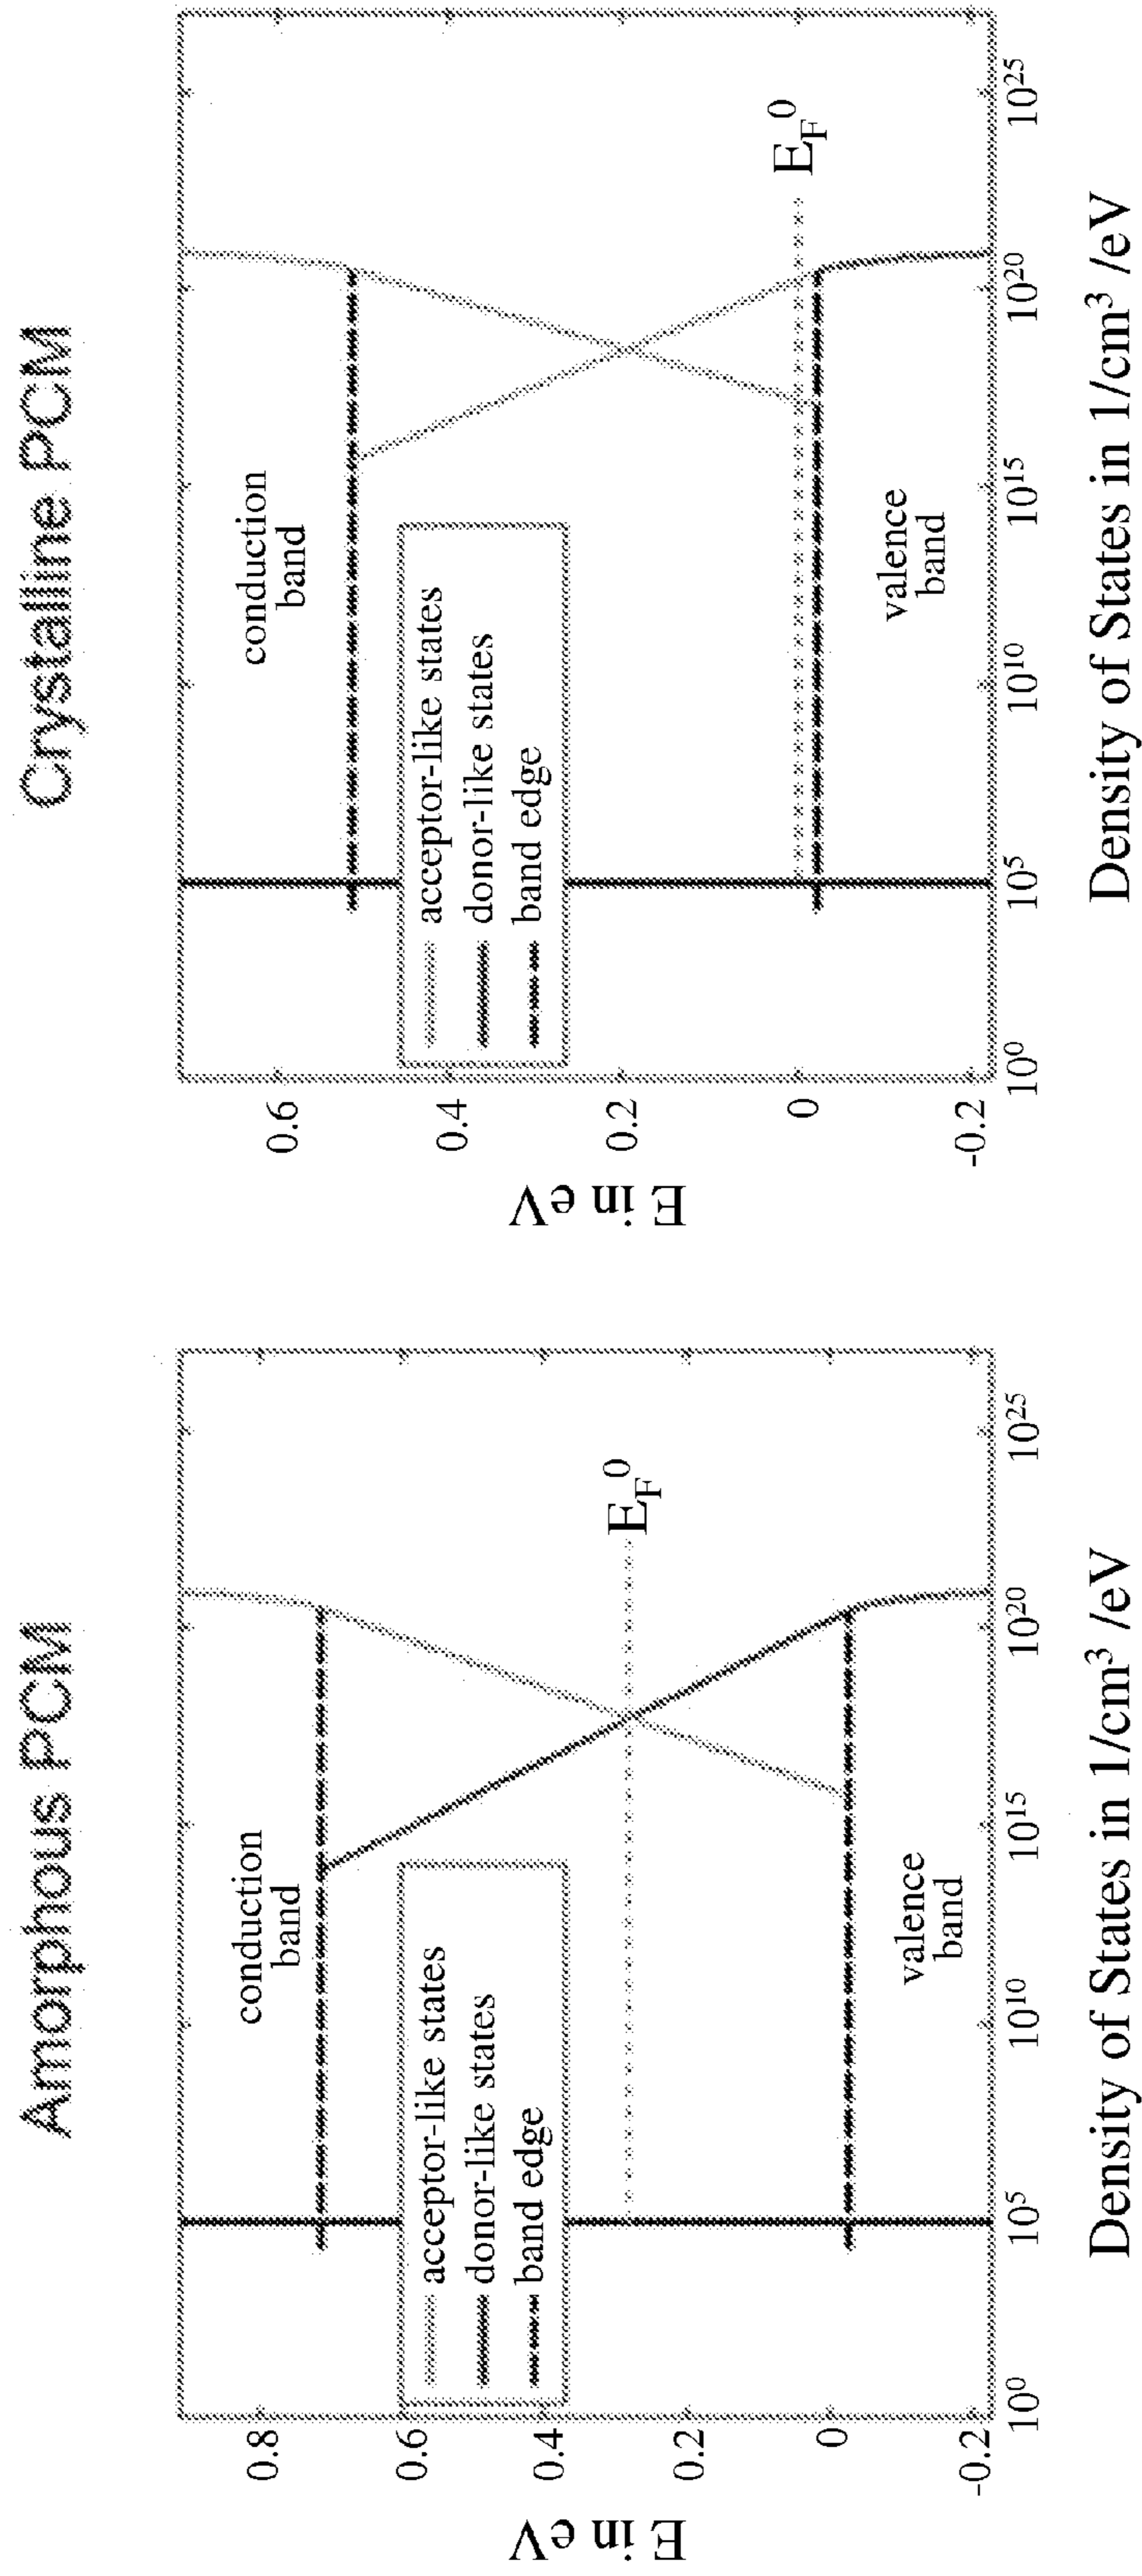 Amorphous PCM
E in eV
0.8
0.6
0.4
0.2
0
-0.2
conduction
band
acceptor-like states
donor-like states
band edge
E_F^0
valence
band
10^0
10^5
10^10
10^15
10^20
10^25
Density of States in 1/cm³ /eV
Crystalline PCM
E in eV
0.6
0.4
0.2
0
-0.2
conduction
band
acceptor-like states
donor-like states
band edge
E_F^0
valence
band
10^0
10^5
10^10
10^15
10^20
10^25
Density of States in 1/cm³ /eV